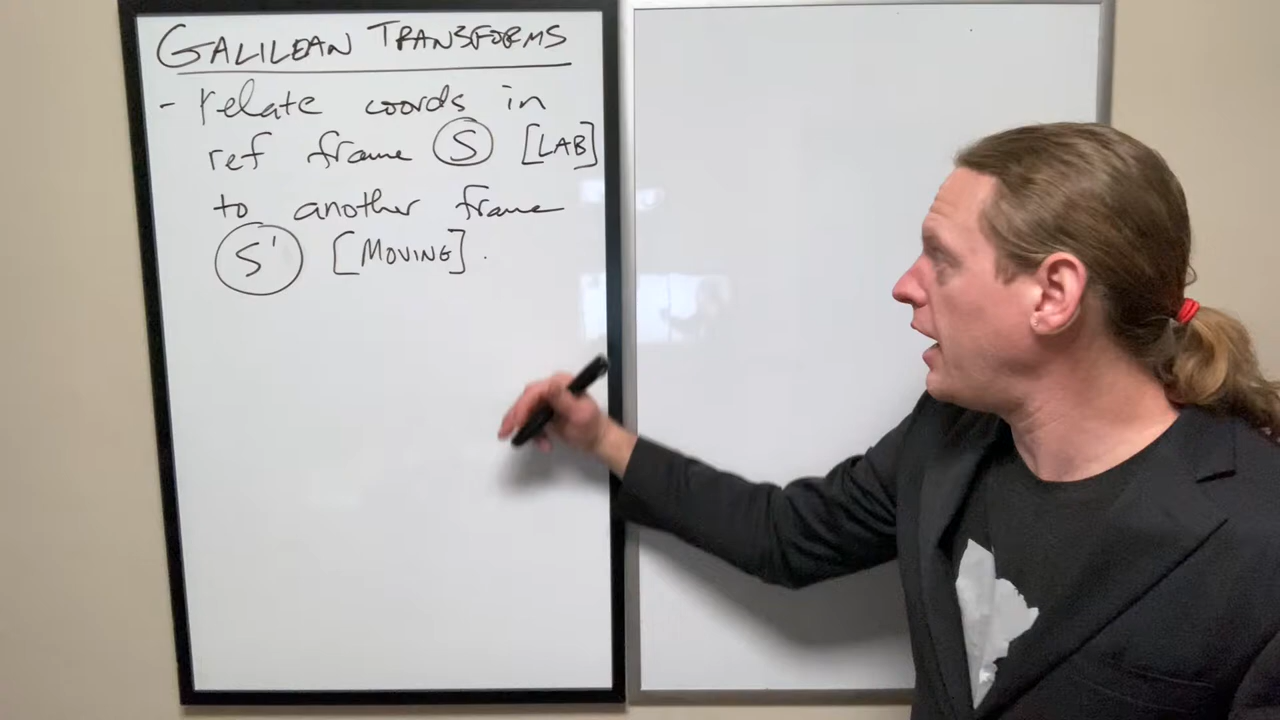 GALILEAN TRANSFORMS
- relate coords in
ref frame S [LAB]
to another frame
S' [MOVING].